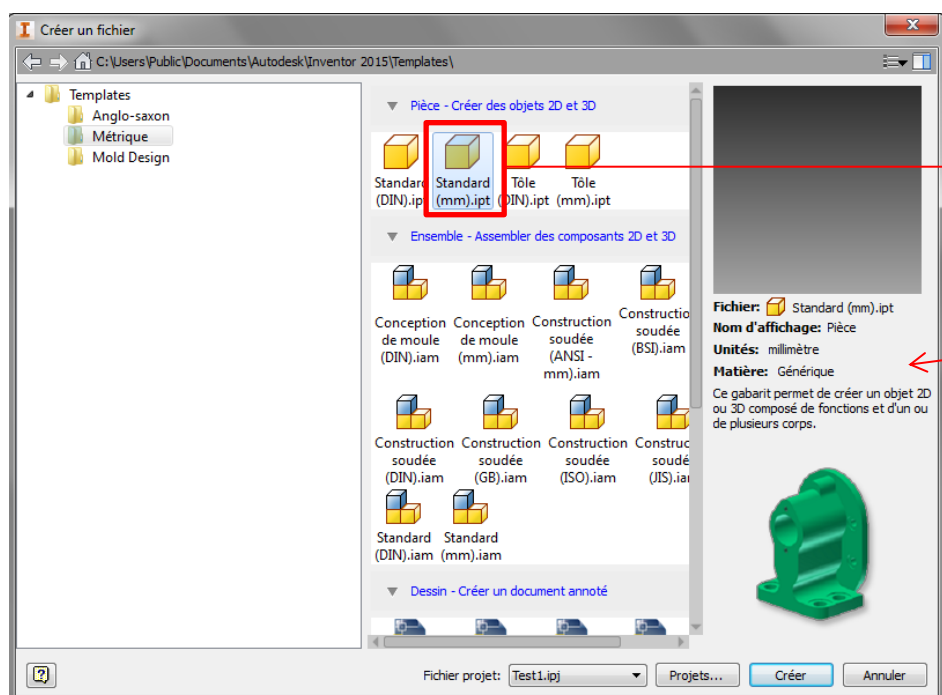 Créer un fichier
C:\Users\Public\Documents\Autodesk\Inventor 2015\Templates\
Templates
Anglo-saxon
Métrique
Mold Design
Pièce - Créer des objets 2D et 3D
Standard Standard Tôle Tôle
(DIN).ipt (mm).ipt (DIN).ipt (mm).ipt
Ensemble - Assembler des composants 2D et 3D
Conception Conception Construction Constructio
de moule de moule soudée soudée
(DIN).iam (mm).iam (ANSI - (BSI).iam
mm).iam
Construction Construction Construction Construc
soudée soudée soudée soudé
(DIN).iam (GB).iam (ISO).iam (JIS).iar
Standard Standard
(DIN).iam (mm).iam
Dessin - Créer un document annoté
Fichier: Standard (mm).ipt
Nom d'affichage: Pièce
Unités: millimètre
Matière: Générique
Ce gabarit permet de créer un objet 2D
ou 3D composé de fonctions et d'un ou
de plusieurs corps.
Fichier projet: Test1.ipj Projets... Créer Annuler